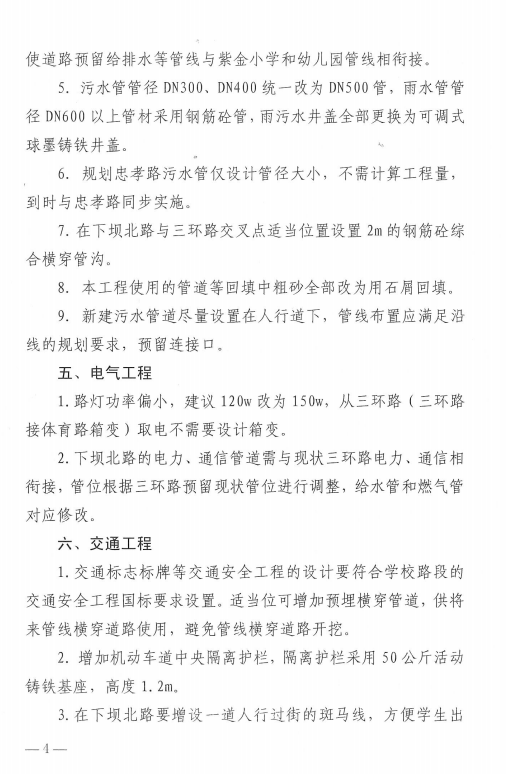 使道路预留给排水等管线与紫金小学和幼儿园管线相衔接。
5. 污水管管径 DN300、DN400 统一改为 DN500 管，雨水管管
径 DN600 以上管材采用钢筋砼管，雨污水井盖全部更换为可调式
球墨铸铁井盖。
6. 规划忠孝路污水管仅设计管径大小，不需计算工程量，
到时与忠孝路同步实施。
7. 在下坝北路与三环路交叉点适当位置设置 2m 的钢筋砼综
合横穿管沟。
8. 本工程使用的管道等回填中粗砂全部改为用石屑回填。
9. 新建污水管道尽量设置在人行道下，管线布置应满足沿
线的规划要求，预留连接口。
五、电气工程
1. 路灯功率偏小，建议 120w 改为 150w，从三环路（三环路
接体育路箱变）取电不需要设计箱变。
2. 下坝北路的电力、通信管道需与现状三环路电力、通信相
衔接，管位根据三环路预留现状管位进行调整，给水管和燃气管
对应修改。
六、交通工程
1. 交通标志标牌等交通安全工程的设计要符合学校路段的
交通安全工程国标要求设置。适当位可增加预埋横穿管道，供将
来管线横穿道路使用，避免管线横穿道路开挖。
2. 增加机动车道中央隔离护栏，隔离护栏采用 50 公斤活动
铸铁基座，高度 1.2m。
3. 在下坝北路要增设一道人行过街的斑马线，方便学生出
— 4 —